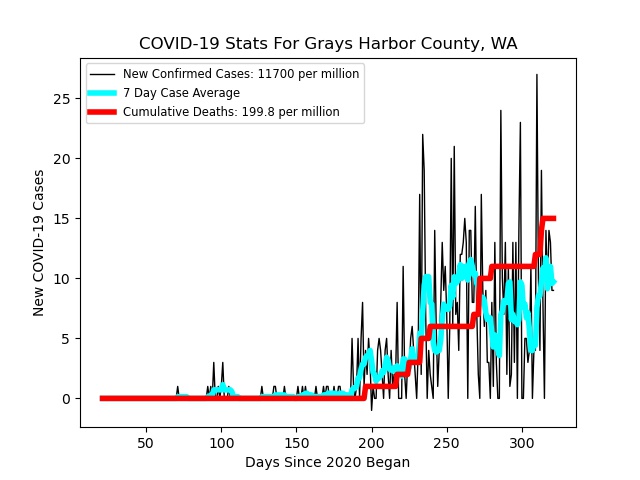 COVID-19 Stats For Grays Harbor County, WA
New Confirmed Cases: 11700 per million
7 Day Case Average
Cumulative Deaths: 199.8 per million
New COVID-19 Cases
25
20
15
10
5
0
50 100 150 200 250 300
Days Since 2020 Began